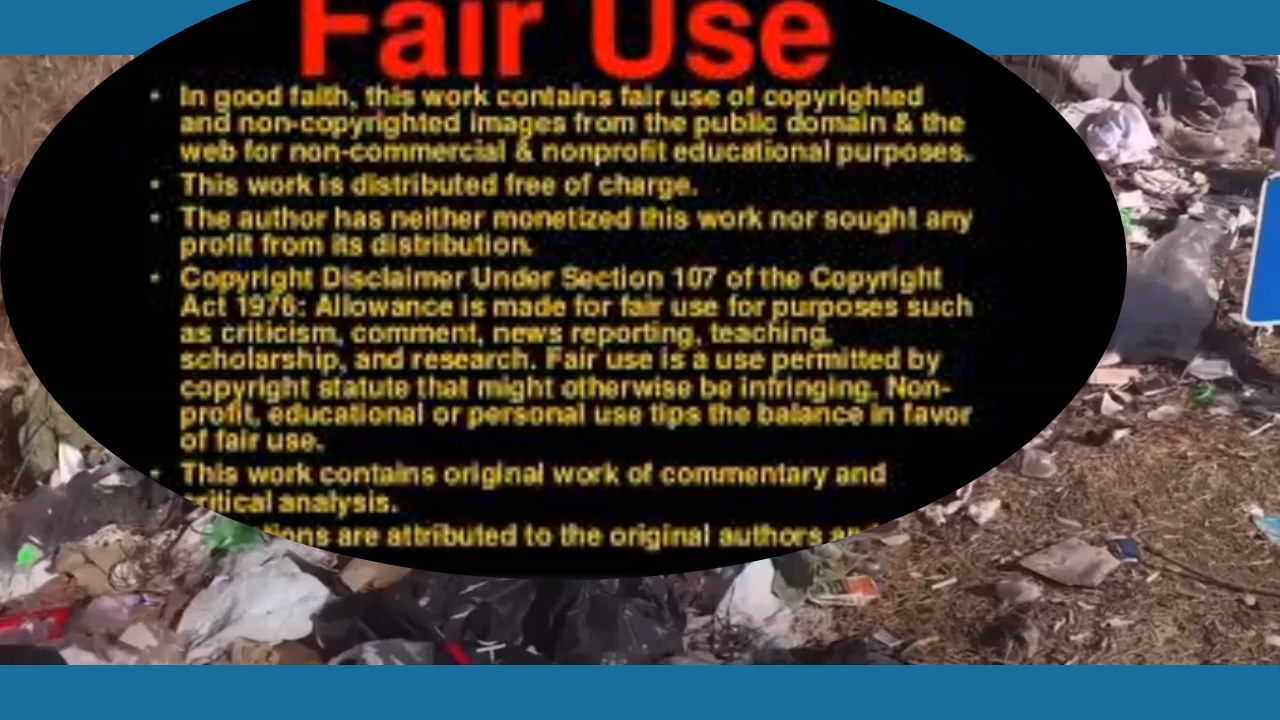 Fair Use
• In good faith, this work contains fair use of copyrighted
and non-copyrighted images from the public domain & the
web for non-commercial & nonprofit educational purposes.
• This work is distributed free of charge.
• The author has neither monetized this work nor sought any
profit from its distribution.
• Copyright Disclaimer Under Section 107 of the Copyright
Act 1976: Allowance is made for fair use for purposes such
as criticism, comment, news reporting, teaching,
scholarship, and research. Fair use is a use permitted by
copyright statute that might otherwise be infringing. Non-
profit, educational or personal use tips the balance in favor
of fair use.
• This work contains original work of commentary and
critical analysis.
are attributed to the original authors